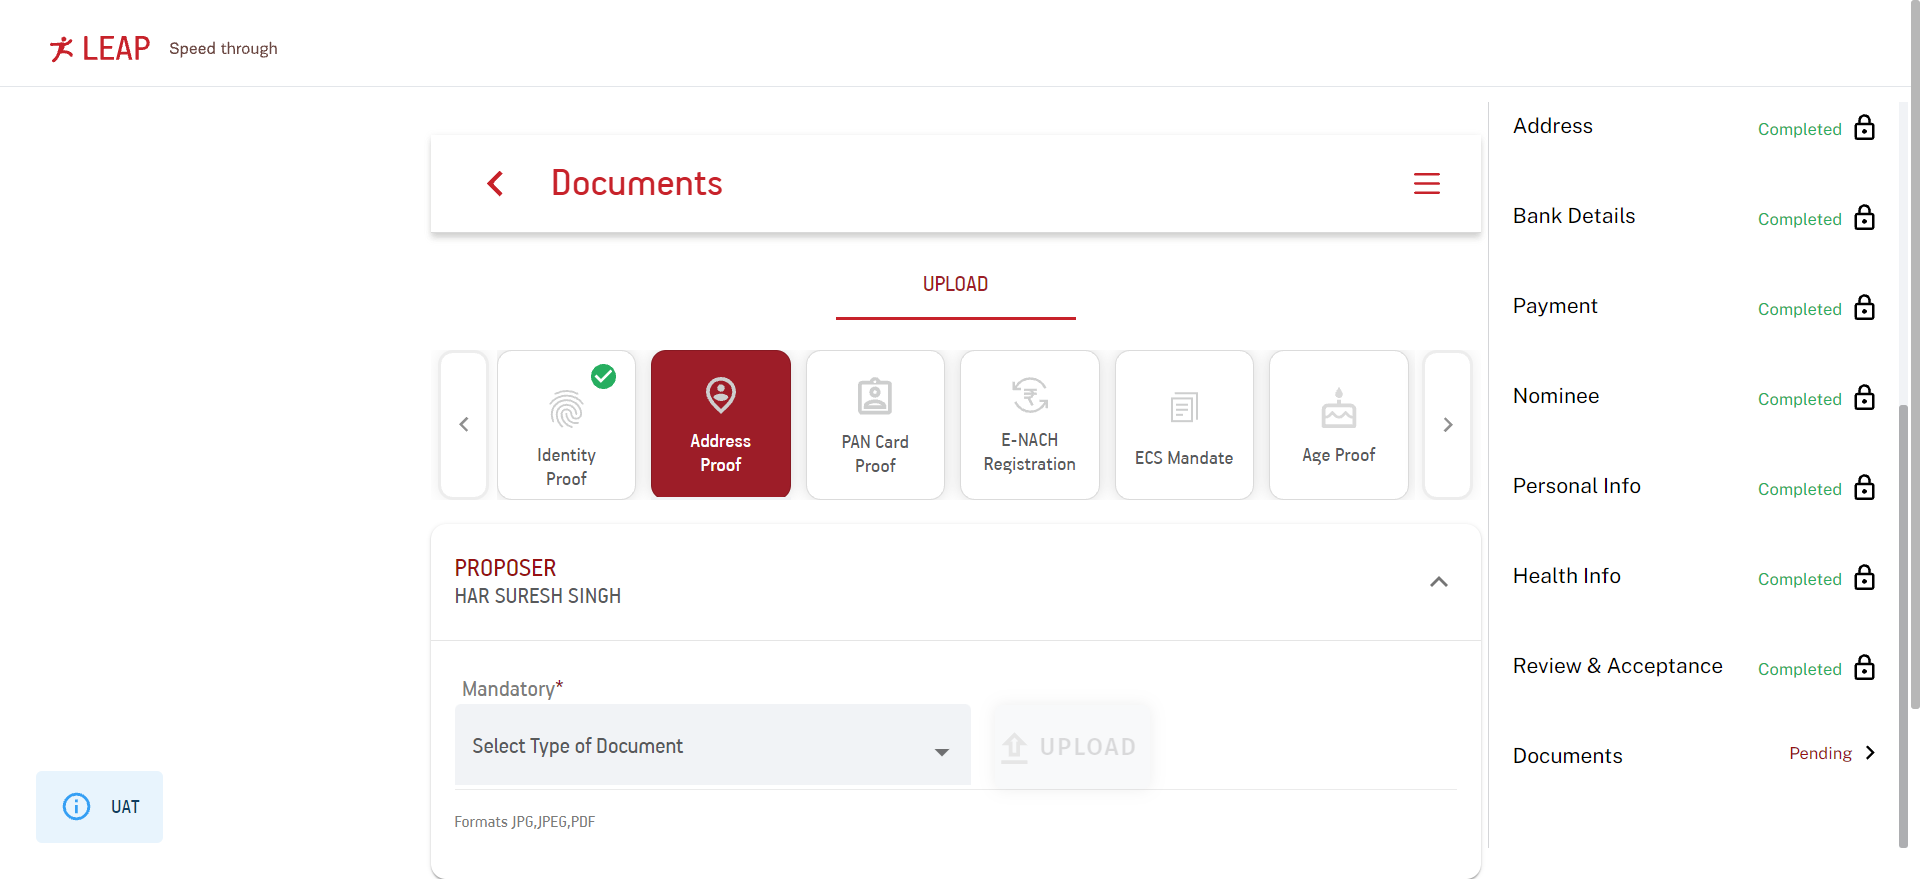 LEAP Speed through
Documents
UPLOAD
Identity
Proof
Address
Proof
PAN Card
Proof
E-NACH
Registration
ECS Mandate
Age Proof
PROPOSER
HAR SURESH SINGH
Mandatory*
Select Type of Document
UPLOAD
Formats JPG,JPEG,PDF
Address Completed
Bank Details Completed
Payment Completed
Nominee Completed
Personal Info Completed
Health Info Completed
Review & Acceptance Completed
Documents Pending
UAT